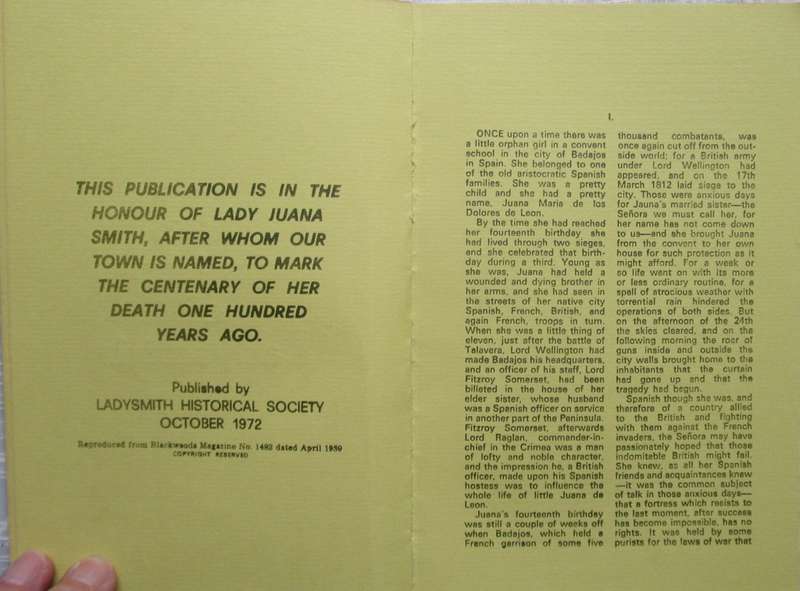 THIS PUBLICATION IS IN THE
HONOUR OF LADY JUANA
SMITH, AFTER WHOM OUR
TOWN IS NAMED, TO MARK
THE CENTENARY OF HER
DEATH ONE HUNDRED
YEARS AGO.
Published by
LADYSMITH HISTORICAL SOCIETY
OCTOBER 1972
Reproduced from Blackwoods Magazine No. 1482 dated April 1939
COPYRIGHT RESERVED
I.
ONCE upon a time there was
a little orphan girl in a convent
school in the city of Badajos
in Spain. She belonged to one
of the old aristocratic Spanish
families. She was a pretty
child and she had a pretty
name, Juana Maria de los
Dolores de Leon.
By the time she had reached
her fourteenth birthday she
had lived through two sieges,
and she celebrated that birth-
day during a third. Young as
she was, Juana had held a
wounded and dying brother in
her arms, and she had seen in
the streets of her native city
Spanish, French, British, and
again French, troops in turn.
When she was a little thing of
eleven, just after the battle of
Talavera, Lord Wellington had
made Badajos his headquarters,
and an officer of his staff, Lord
Fitzroy Somerset, had been
billeted in the house of her
elder sister, whose husband
was a Spanish officer on service
in another part of the Peninsula.
Fitzroy Somerset, afterwards
Lord Raglan, commander-in-
chief in the Crimea was a man
of lofty and noble character,
and the impression he, a British
officer, made upon his Spanish
hostess was to influence the
whole life of little Juana de
Leon.
Juana's fourteenth birthday
was still a couple of weeks off
when Badajos, which held a
French garrison of some five
thousand combatants, was
once again cut off from the out-
side world; for a British army
under Lord Wellington had
appeared, and on the 17th
March 1812 laid siege to the
city. Those were anxious days
for Jauna's married sister—the
Señora we must call her, for
her name has not come down
to us—and she brought Juana
from the convent to her own
house for such protection as it
might afford. For a weak or
so life went on with its more
or less ordinary routine, for a
spell of atrocious weather with
torrential rain hindered the
operations of both sides. But
on the afternoon of the 24th
the skies cleared, and on the
following morning the roar of
guns inside and outside the
city walls brought home to the
inhabitants that the curtain
had gone up and that the
tragedy had begun.
Spanish though she was, and
therefore of a country allied
to the British and fighting
with them against the French
invaders, the Señora may have
passionately hoped that those
indomitable British might fail.
She knew, as all her Spanish
friends and acquaintances knew
—it was the common subject
of talk in those anxious days—
that a fortress which resists to
the last moment, after success
has become impossible, has no
rights. It was held by some
purists for the laws of war that